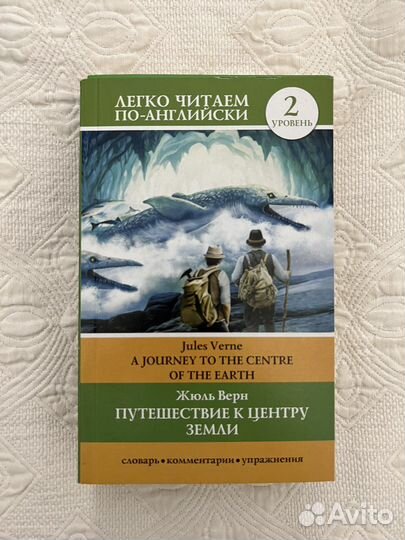 ЛЕГКО ЧИТАЕМ
ПО-АНГЛИЙСКИ
2
УРОВЕНЬ
Jules Verne
A JOURNEY TO THE CENTRE
OF THE EARTH
Жюль Верн
ПУТЕШЕСТВИЕ К ЦЕНТРУ
ЗЕМЛИ
словарь • комментарии • упражнения
Avito